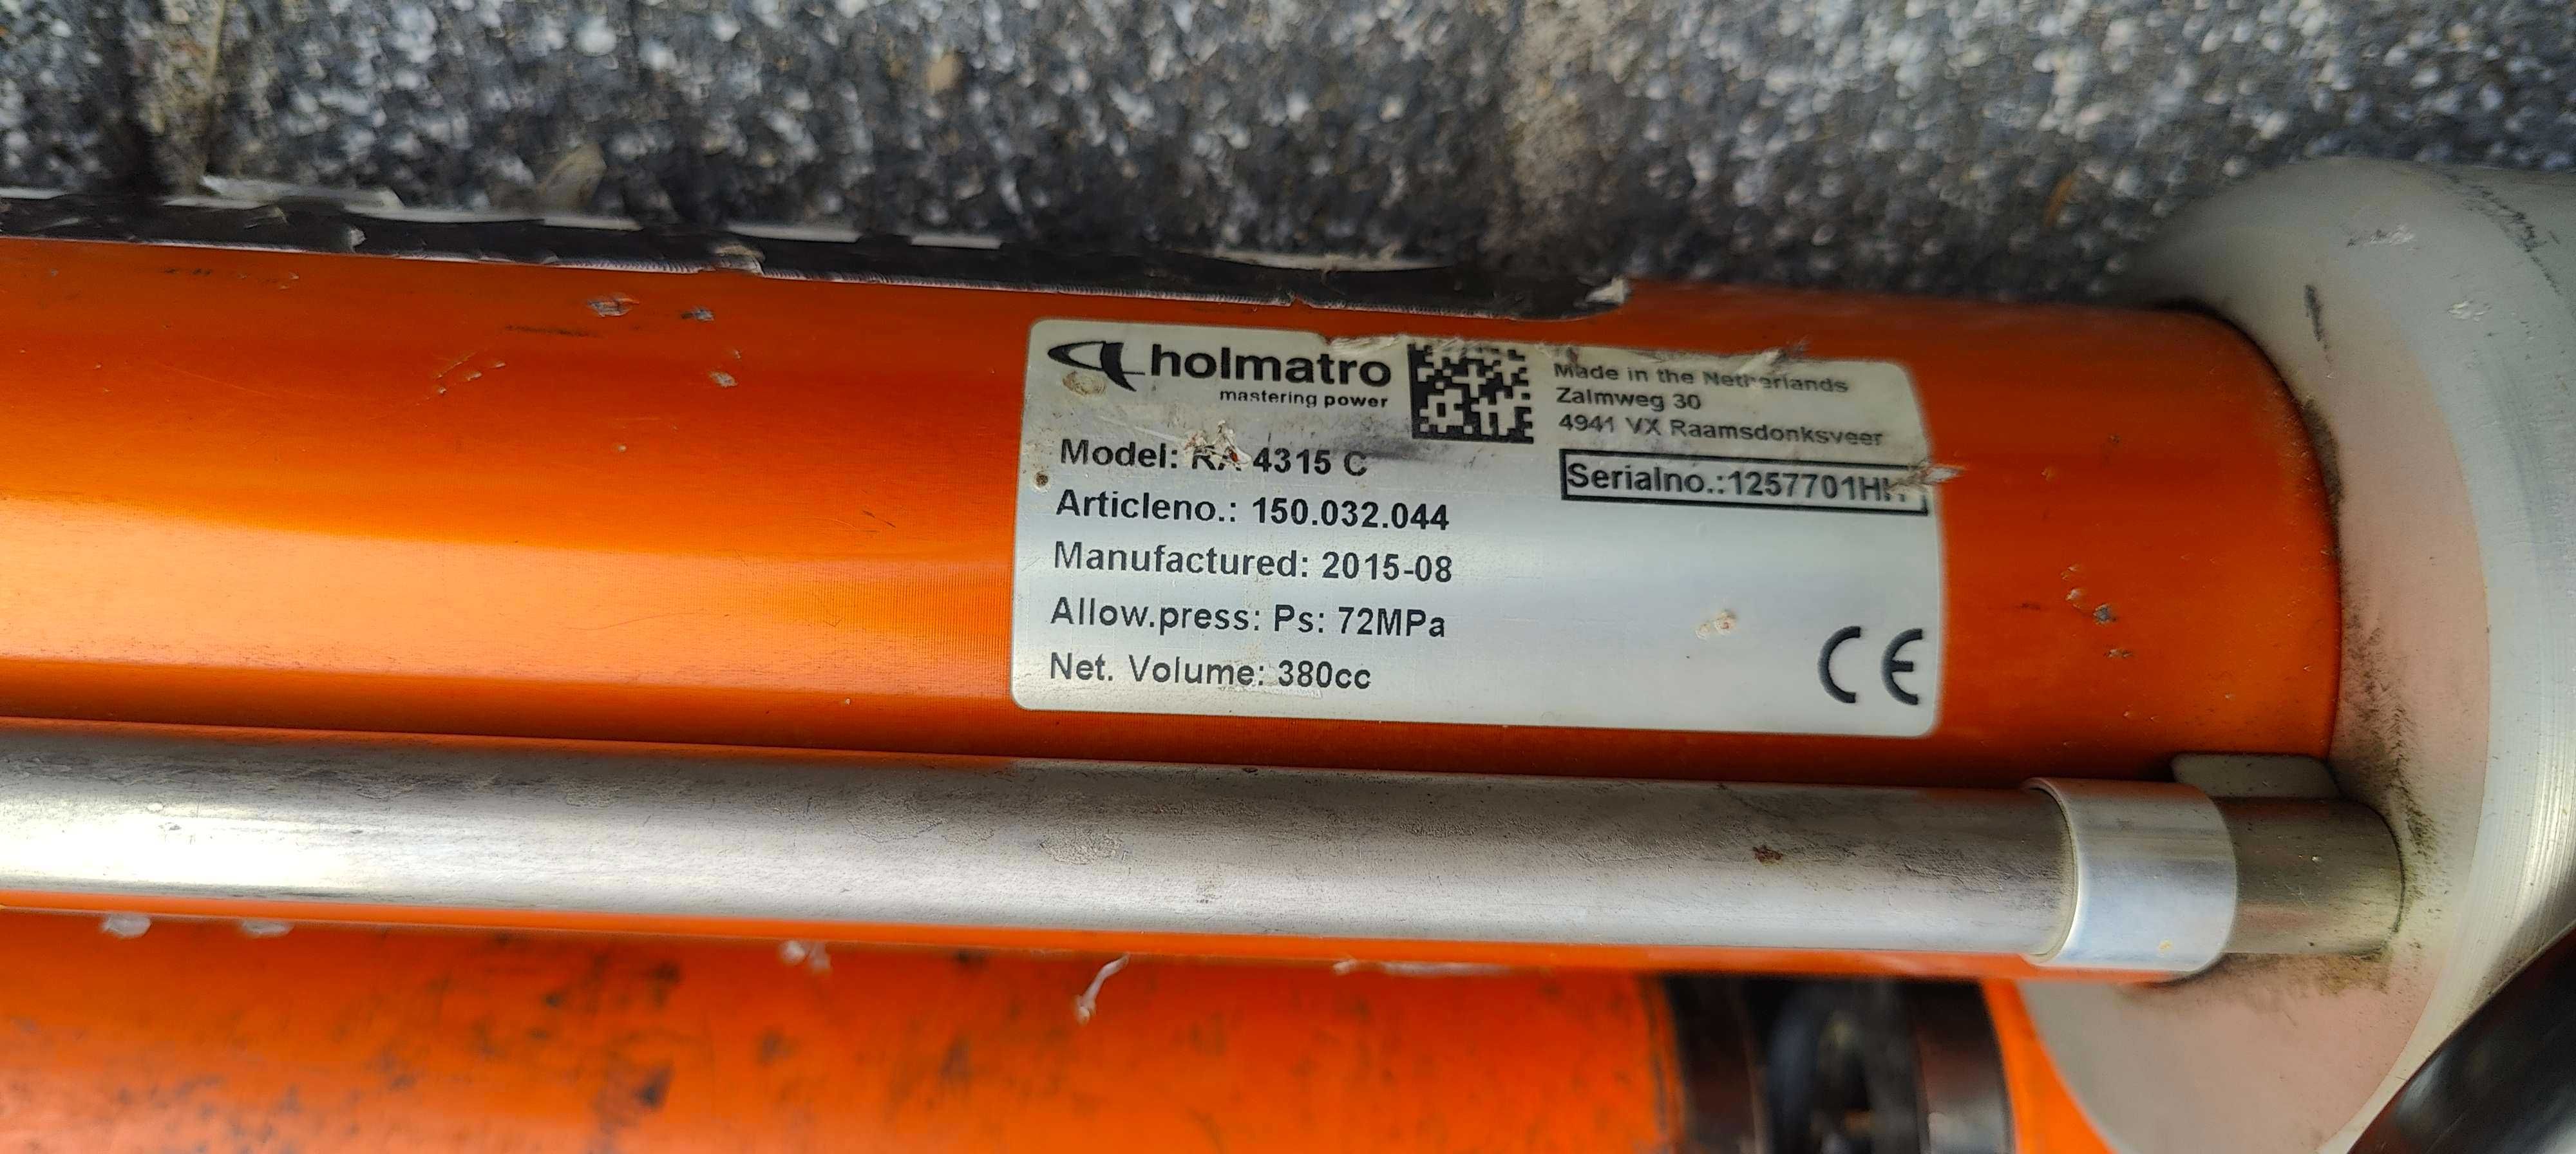 holmatro
mastering power
Made in the Netherlands
Zalmweg 30
4941 VX Raamsdonksveer
Model: RA 4315 C
Serialno.:
Articleno.: 150.032.044
Manufactured: 2015-08
Allow.press: Ps: 72MPa
Net. Volume: 380cc
CE